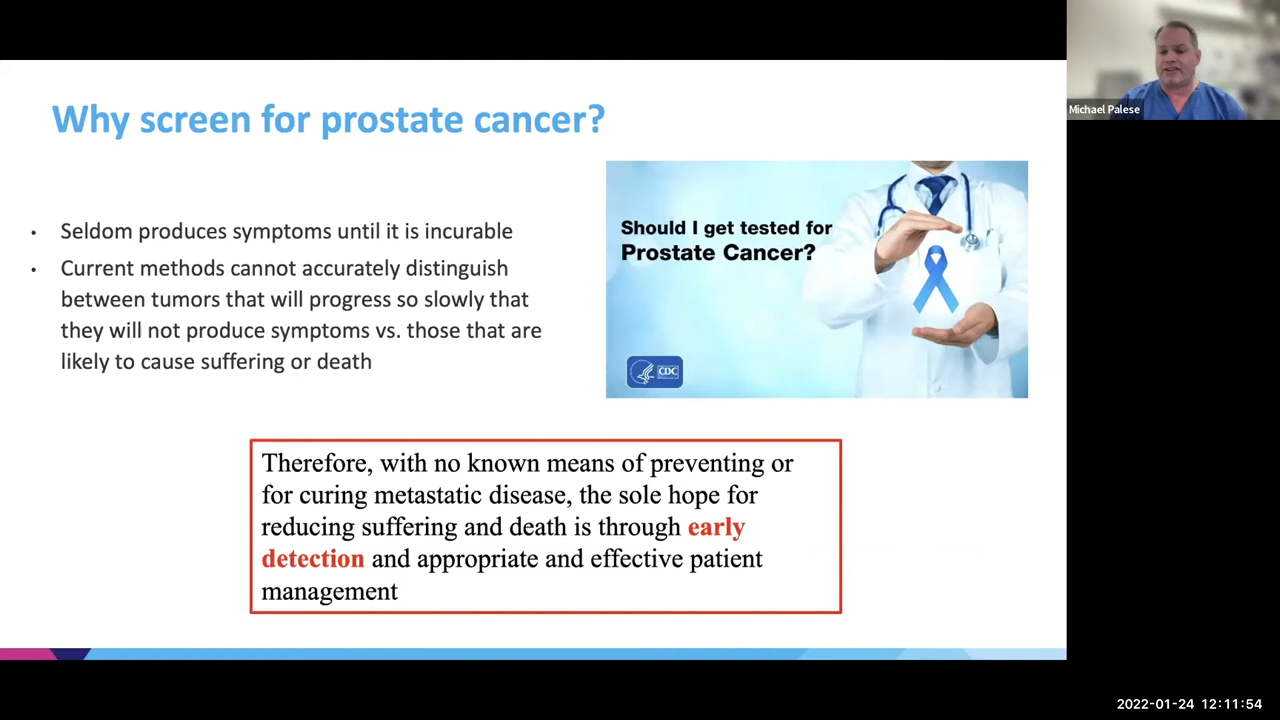 Why screen for prostate cancer?
• Seldom produces symptoms until it is incurable
• Current methods cannot accurately distinguish
between tumors that will progress so slowly that
they will not produce symptoms vs. those that are
likely to cause suffering or death
Should I get tested for
Prostate Cancer?
CDC
Therefore, with no known means of preventing or
for curing metastatic disease, the sole hope for
reducing suffering and death is through early
detection and appropriate and effective patient
management
Michael Palese
2022-01-24 12:11:54